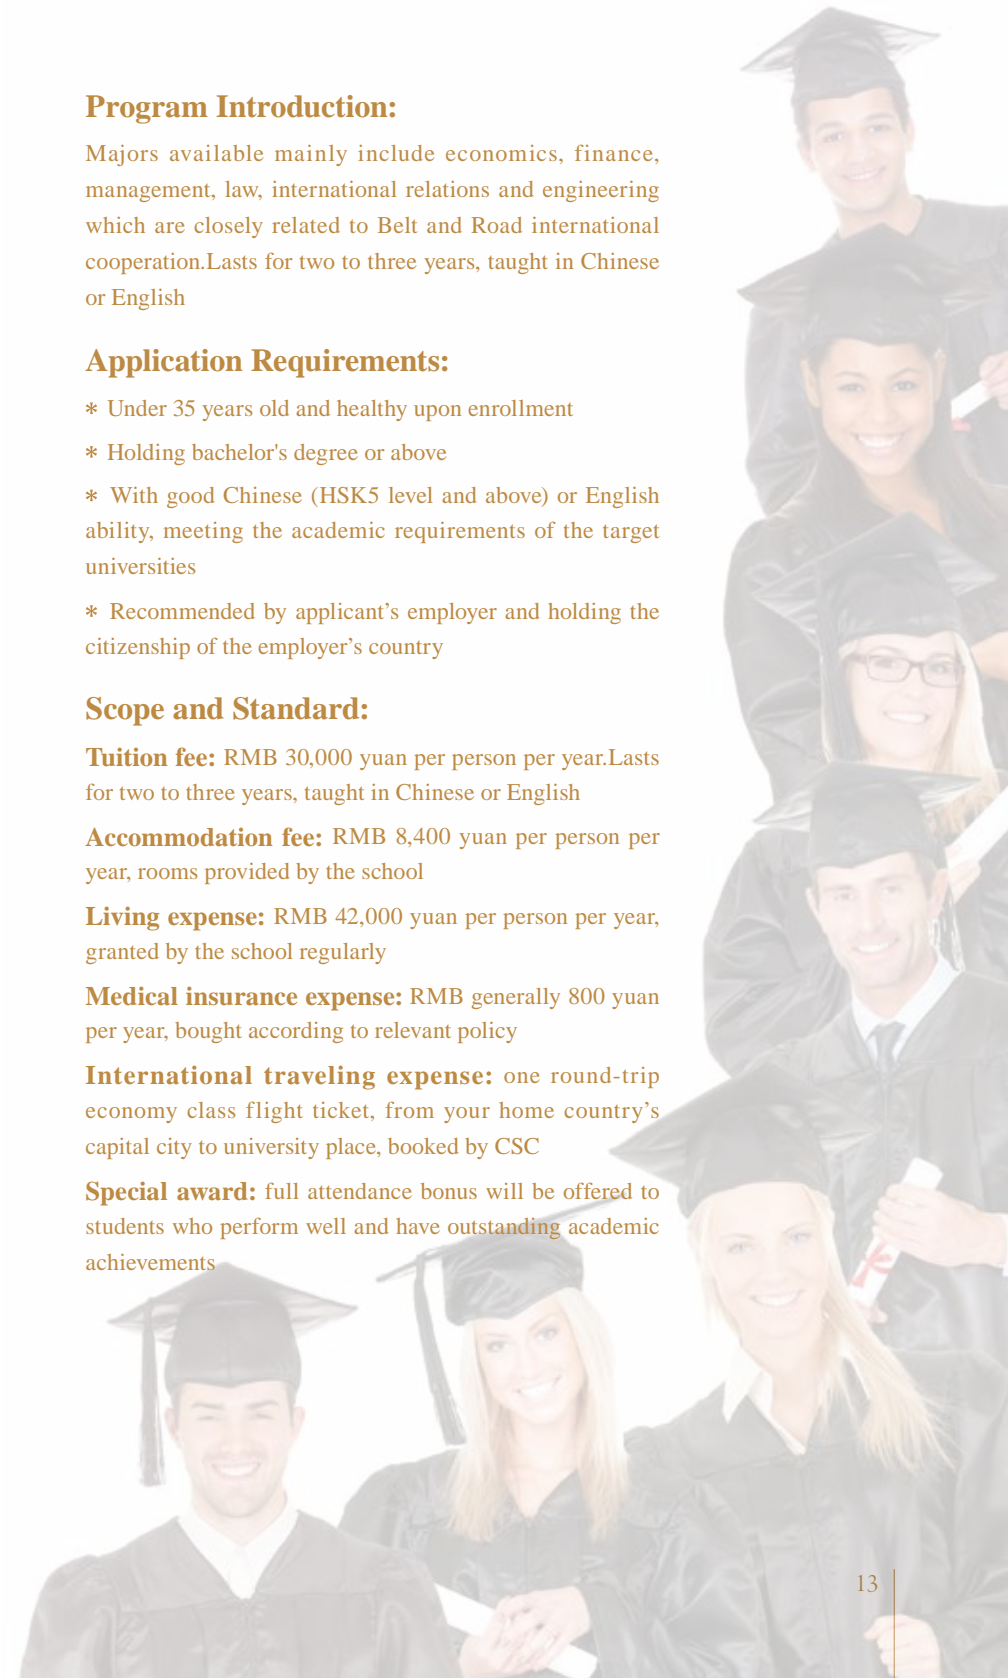 Program Introduction:
Majors available mainly include economics, finance,
management, law, international relations and engineering
which are closely related to Belt and Road international
cooperation.Lasts for two to three years, taught in Chinese
or English
Application Requirements:
* Under 35 years old and healthy upon enrollment
* Holding bachelor's degree or above
* With good Chinese (HSK5 level and above) or English
ability, meeting the academic requirements of the target
universities
* Recommended by applicant’s employer and holding the
citizenship of the employer’s country
Scope and Standard:
Tuition fee: RMB 30,000 yuan per person per year.Lasts
for two to three years, taught in Chinese or English
Accommodation fee: RMB 8,400 yuan per person per
year, rooms provided by the school
Living expense: RMB 42,000 yuan per person per year,
granted by the school regularly
Medical insurance expense: RMB generally 800 yuan
per year, bought according to relevant policy
International traveling expense: one round-trip
economy class flight ticket, from your home country’s
capital city to university place, booked by CSC
Special award: full attendance bonus will be offered to
students who perform well and have outstanding academic
achievements
13